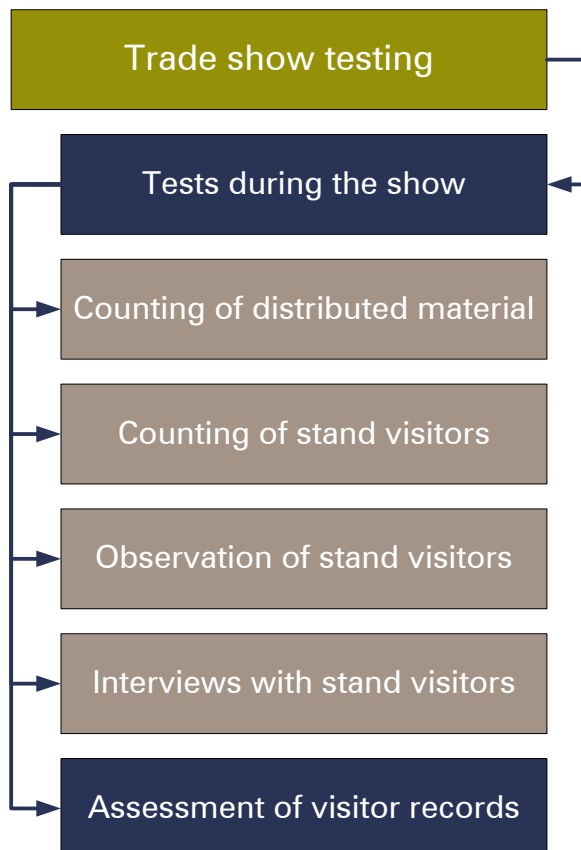 Trade show testing
Tests during the show
Counting of distributed material
Counting of stand visitors
Observation of stand visitors
Interviews with stand visitors
Assessment of visitor records